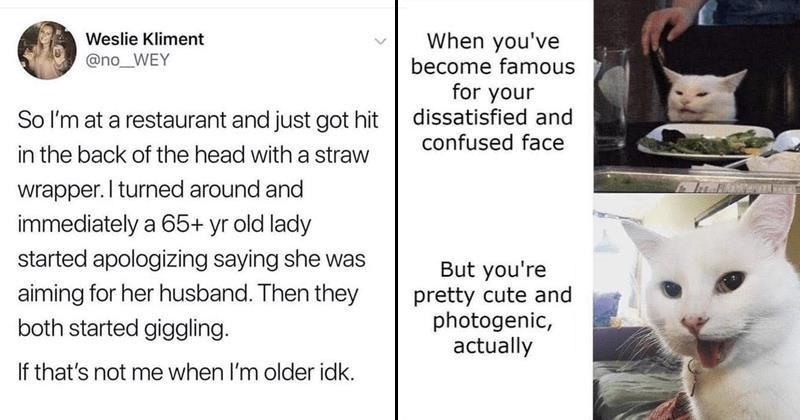 Weslie Kliment
@no__WEY
So I'm at a restaurant and just got hit
in the back of the head with a straw
wrapper. I turned around and
immediately a 65+ yr old lady
started apologizing saying she was
aiming for her husband. Then they
both started giggling.
If that's not me when I'm older idk.
When you've
become famous
for your
dissatisfied and
confused face
But you're
pretty cute and
photogenic,
actually